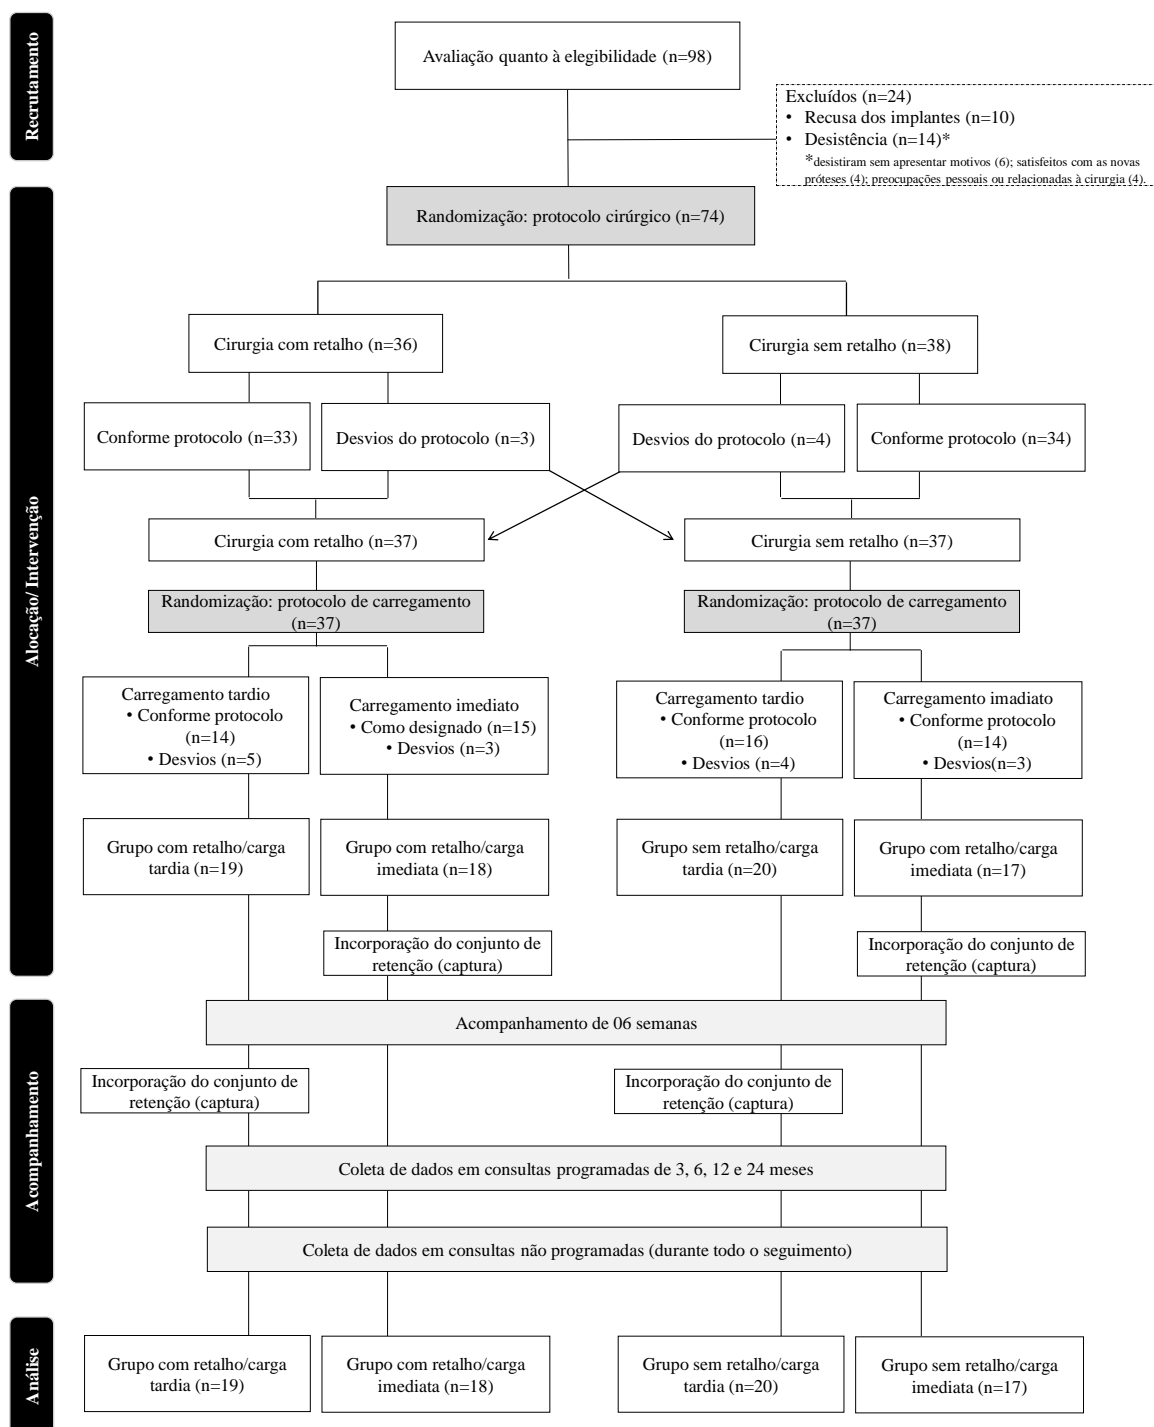 Recrutamento
Avaliação quanto à elegibilidade (n=98)
Excluídos (n=24)
• Recusa dos implantes (n=10)
• Desistência (n=14)*
*desistiram sem apresentar motivos (6); satisfeitos com as novas
próteses (4); preocupações pessoais ou relacionadas à cirurgia (4).
Alocação/ Intervenção
Randomização: protocolo cirúrgico (n=74)
Cirurgia com retalho (n=36)
Cirurgia sem retalho (n=38)
Conforme protocolo (n=33)
Desvios do protocolo (n=3)
Desvios do protocolo (n=4)
Conforme protocolo (n=34)
Cirurgia com retalho (n=37)
Cirurgia sem retalho (n=37)
Randomização: protocolo de carregamento
(n=37)
Randomização: protocolo de carregamento
(n=37)
Carregamento tardio
• Conforme protocolo
(n=14)
• Desvios (n=5)
Carregamento imediato
• Como designado (n=15)
• Desvios (n=3)
Carregamento tardio
• Conforme protocolo
(n=16)
• Desvios (n=4)
Carregamento imadiato
• Conforme protocolo
(n=14)
• Desvios(n=3)
Grupo com retalho/carga
tardia (n=19)
Grupo com retalho/carga
imediata (n=18)
Grupo sem retalho/carga
tardia (n=20)
Grupo com retalho/carga
imediata (n=17)
Incorporação do conjunto de
retenção (captura)
Incorporação do conjunto de
retenção (captura)
Acompanhamento
Acompanhamento de 06 semanas
Incorporação do conjunto de
retenção (captura)
Incorporação do conjunto de
retenção (captura)
Coleta de dados em consultas programadas de 3, 6, 12 e 24 meses
Coleta de dados em consultas não programadas (durante todo o seguimento)
Análise
Grupo com retalho/carga
tardia (n=19)
Grupo com retalho/carga
imediata (n=18)
Grupo sem retalho/carga
tardia (n=20)
Grupo sem retalho/carga
imediata (n=17)